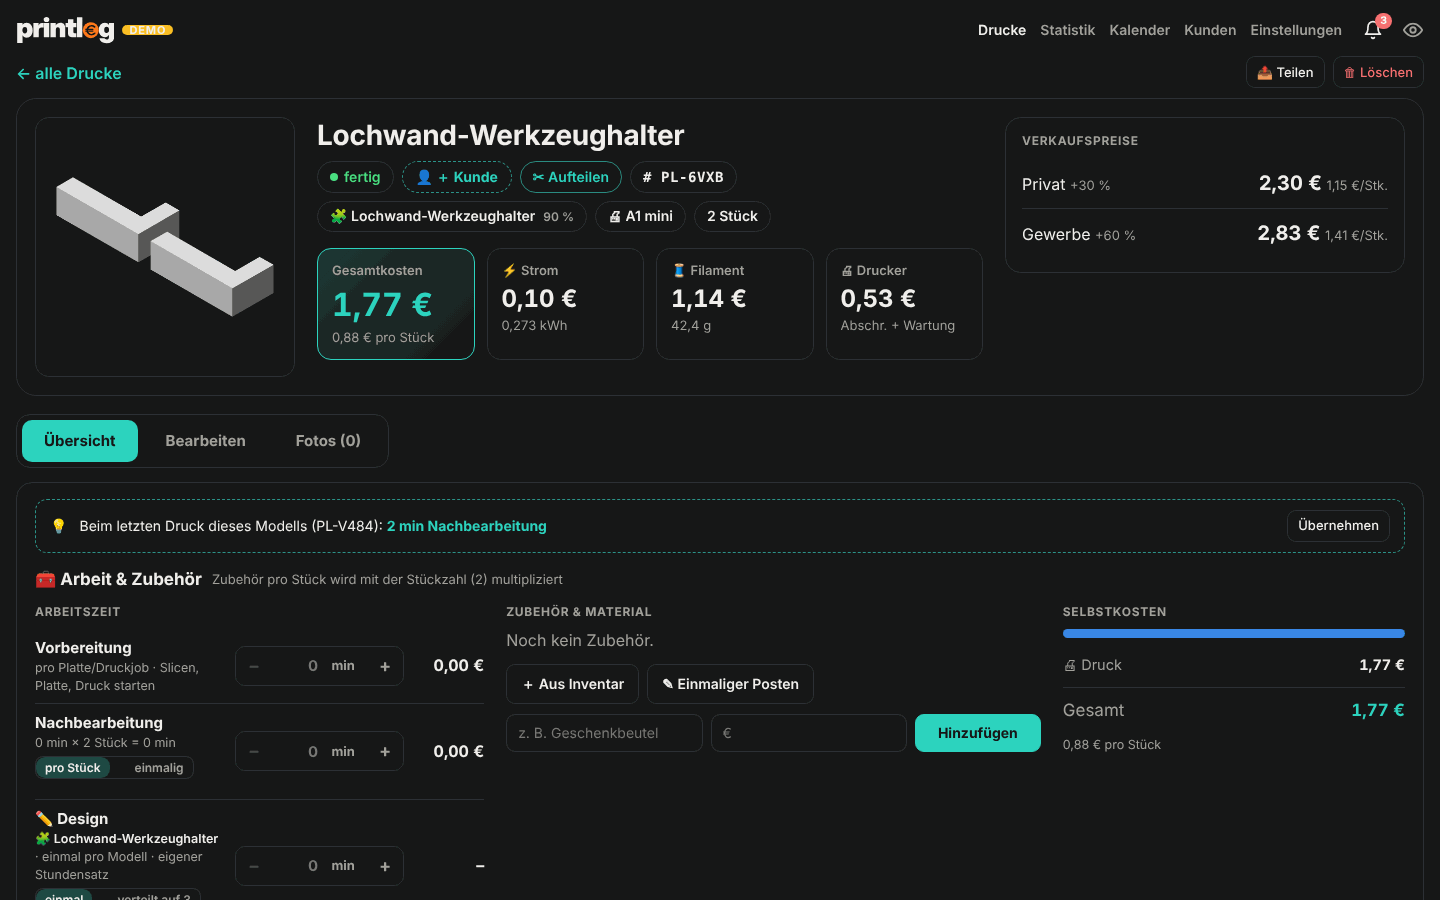 printlog DEMO
Drucke Statistik Kalender Kunden Einstellungen 3
← alle Drucke
Teilen Löschen
Lochwand-Werkzeughalter
fertig + Kunde Aufteilen # PL-6VXB
Lochwand-Werkzeughalter 90 % A1 mini 2 Stück
Gesamtkosten
1,77 €
0,88 € pro Stück
Strom
0,10 €
0,273 kWh
Filament
1,14 €
42,4 g
Drucker
0,53 €
Abschr. + Wartung
VERKAUFSPREISE
Privat +30 % 2,30 € 1,15 €/Stk.
Gewerbe +60 % 2,83 € 1,41 €/Stk.
Übersicht Bearbeiten Fotos (0)
Beim letzten Druck dieses Modells (PL-V484): 2 min Nachbearbeitung Übernehmen
Arbeit & Zubehör Zubehör pro Stück wird mit der Stückzahl (2) multipliziert
ARBEITSZEIT
Vorbereitung
pro Platte/Druckjob · Slicen,
Platte, Druck starten
− 0 min + 0,00 €
Nachbearbeitung
0 min × 2 Stück = 0 min
pro Stück einmalig
− 0 min + 0,00 €
Design
Lochwand-Werkzeughalter
· einmal pro Modell · eigener
Stundensatz
einmal verteilt auf 3
− 0 min + –
ZUBEHÖR & MATERIAL
Noch kein Zubehör.
+ Aus Inventar Einmaliger Posten
z. B. Geschenkbeutel € Hinzufügen
SELBSTKOSTEN
Druck 1,77 €
Gesamt 1,77 €
0,88 € pro Stück